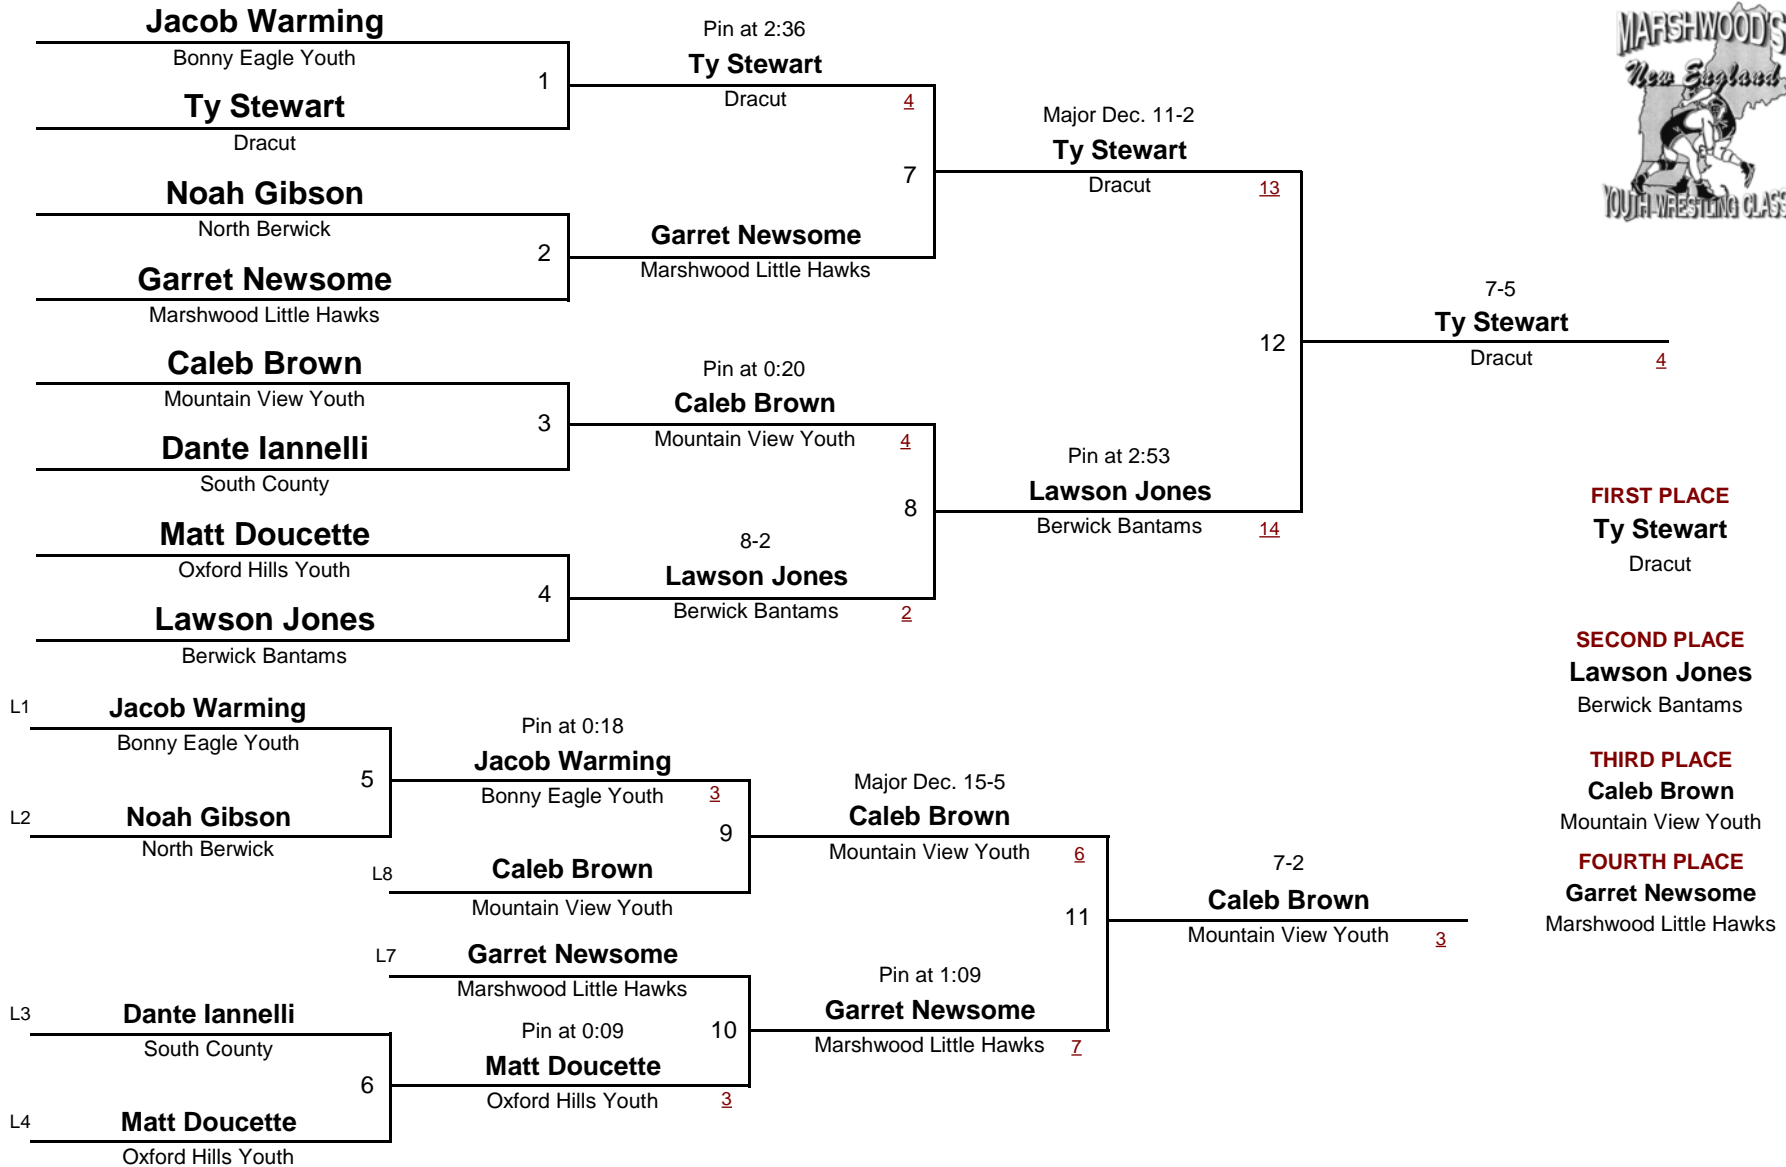 Jacob Warming
Bonny Eagle Youth
1
Ty Stewart
Dracut
Noah Gibson
North Berwick
2
Garret Newsome
Marshwood Little Hawks
Caleb Brown
Mountain View Youth
3
Dante Iannelli
South County
Matt Doucette
Oxford Hills Youth
4
Lawson Jones
Berwick Bantams
Pin at 2:36
Ty Stewart
Dracut
4
7
Garret Newsome
Marshwood Little Hawks
Pin at 0:20
Caleb Brown
Mountain View Youth
4
8
8-2
Lawson Jones
Berwick Bantams
2
Major Dec. 11-2
Ty Stewart
Dracut
13
12
Pin at 2:53
Lawson Jones
Berwick Bantams
14
7-5
Ty Stewart
Dracut
4
MARSHWOOD'S
New England
YOUTH WRESTLING
FIRST PLACE
Ty Stewart
Dracut
SECOND PLACE
Lawson Jones
Berwick Bantams
THIRD PLACE
Caleb Brown
Mountain View Youth
FOURTH PLACE
Garret Newsome
Marshwood Little Hawks
L1
Jacob Warming
Bonny Eagle Youth
5
L2
Noah Gibson
North Berwick
L3
Dante Iannelli
South County
6
L4
Matt Doucette
Oxford Hills Youth
Pin at 0:18
Jacob Warming
Bonny Eagle Youth
3
9
L8
Caleb Brown
Mountain View Youth
L7
Garret Newsome
Marshwood Little Hawks
10
Pin at 0:09
Matt Doucette
Oxford Hills Youth
3
Major Dec. 15-5
Caleb Brown
Mountain View Youth
6
11
Pin at 1:09
Garret Newsome
Marshwood Little Hawks
7
7-2
Caleb Brown
Mountain View Youth
3